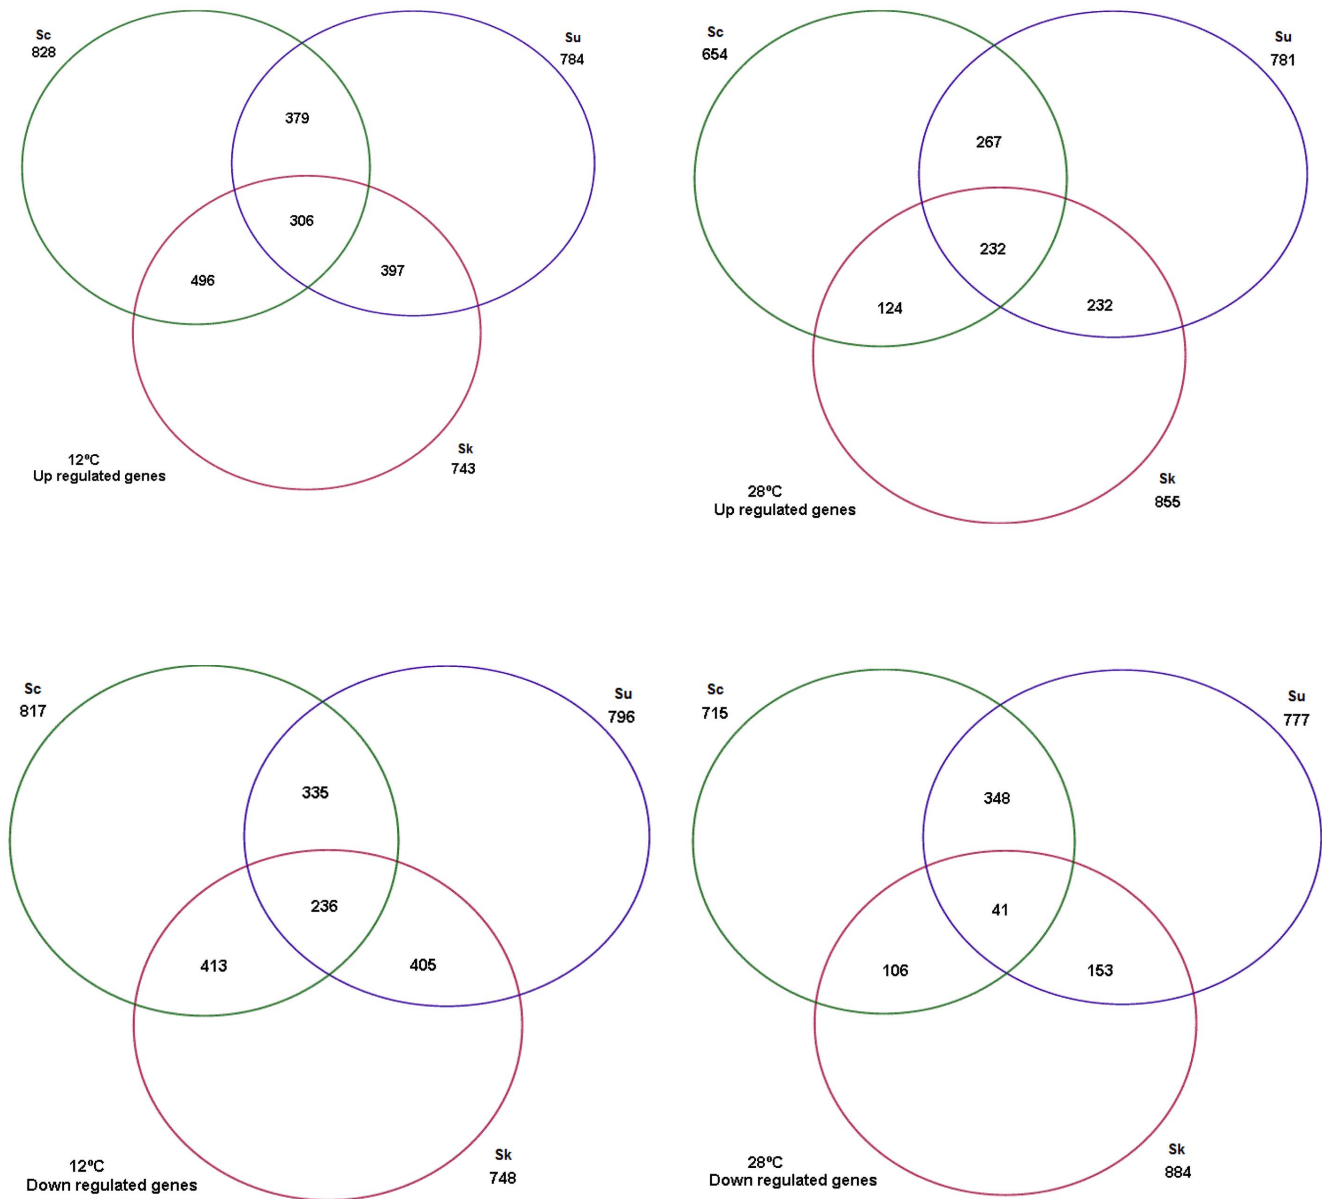 Sc
828
Su
784
379
306
496
397
Sk
743
12ºC
Up regulated genes
Sc
654
Su
781
267
232
124
232
Sk
855
28ºC
Up regulated genes
Sc
817
Su
796
335
236
413
405
Sk
748
12ºC
Down regulated genes
Sc
715
Su
777
348
41
106
153
Sk
884
28ºC
Down regulated genes